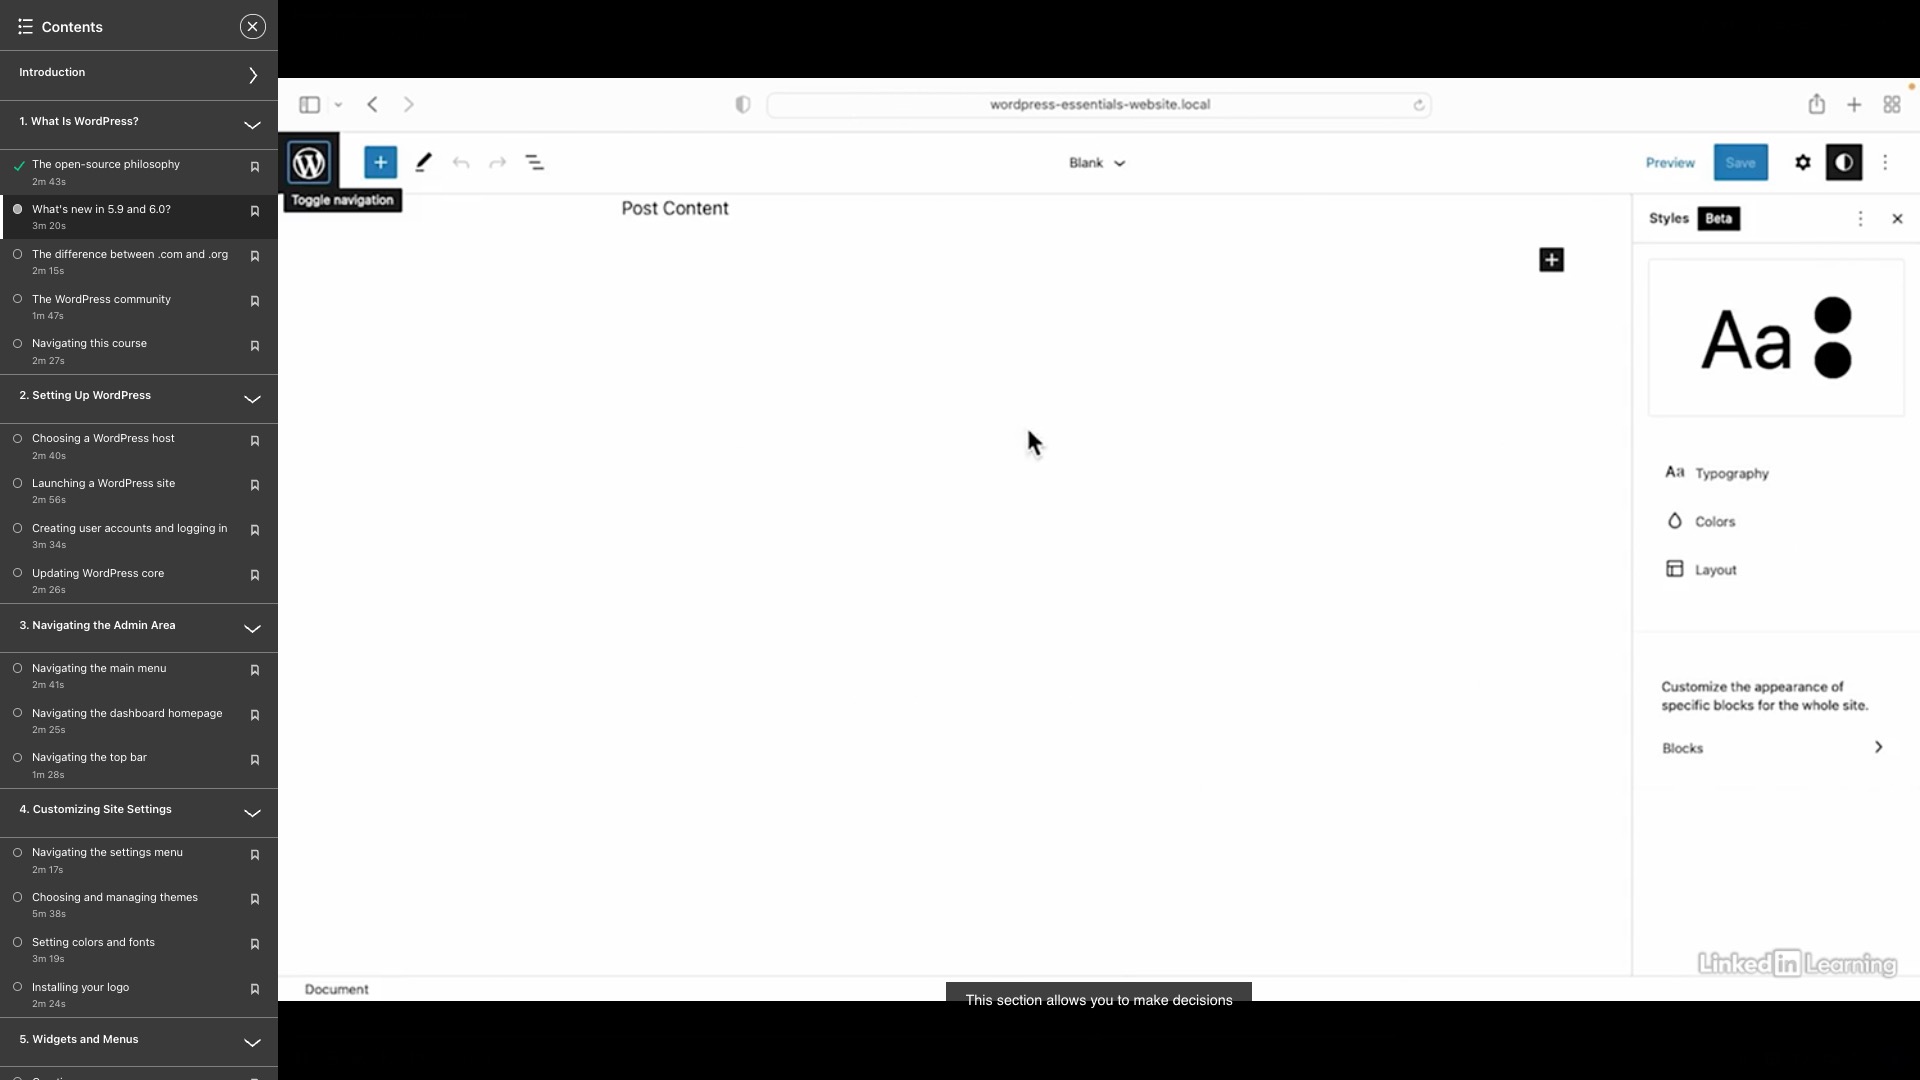 Contents
Introduction
1. What Is WordPress?
The open-source philosophy
2m 43s
What's new in 5.9 and 6.0?
3m 20s
The difference between .com and .org
2m 15s
The WordPress community
1m 47s
Navigating this course
2m 27s
2. Setting Up WordPress
Choosing a WordPress host
2m 40s
Launching a WordPress site
2m 56s
Creating user accounts and logging in
3m 34s
Updating WordPress core
2m 26s
3. Navigating the Admin Area
Navigating the main menu
2m 41s
Navigating the dashboard homepage
2m 25s
Navigating the top bar
1m 28s
4. Customizing Site Settings
Navigating the settings menu
2m 17s
Choosing and managing themes
5m 38s
Setting colors and fonts
3m 19s
Installing your logo
2m 24s
5. Widgets and Menus
wordpress-essentials-website.local
Blank
Preview
Save
Toggle navigation
Post Content
Styles Beta
Aa
Aa Typography
Colors
Layout
Customize the appearance of
specific blocks for the whole site.
Blocks
Linked in Learning
Document
This section allows you to make decisions